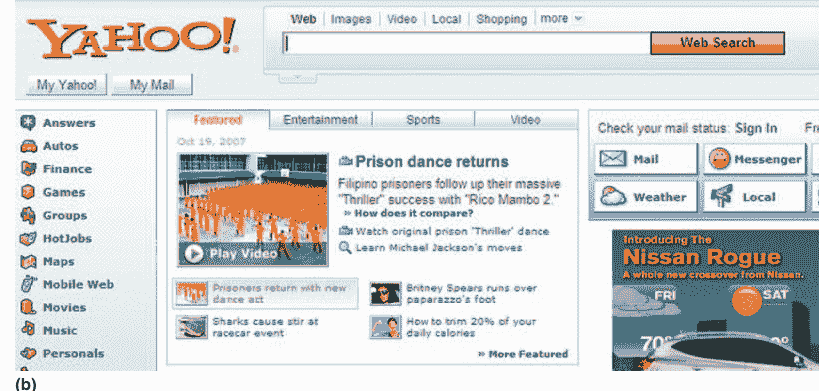 YAHOO!
Web Images Video Local Shopping more
Web Search
My Yahoo! My Mail
Answers
Autos
Finance
Games
Groups
HotJobs
Maps
Mobile Web
Movies
Music
Personals
Featured Entertainment Sports Video
Oct 19, 2007
Play Video
Prison dance returns
Filipino prisoners follow up their massive
"Thriller" success with "Rico Mambo 2."
» How does it compare?
Watch original prison 'Thriller' dance
Learn Michael Jackson's moves
Prisoners return with new
dance act
Britney Spears runs over
paparazzo's foot
Sharks cause stir at
racecar event
How to trim 20% of your
daily calories
» More Featured
Check your mail status: Sign In Fre
Mail Messenger
Weather Local
Introducing The
Nissan Rogue
A whole new crossover from Nissan.
FRI SAT
70°
(b)